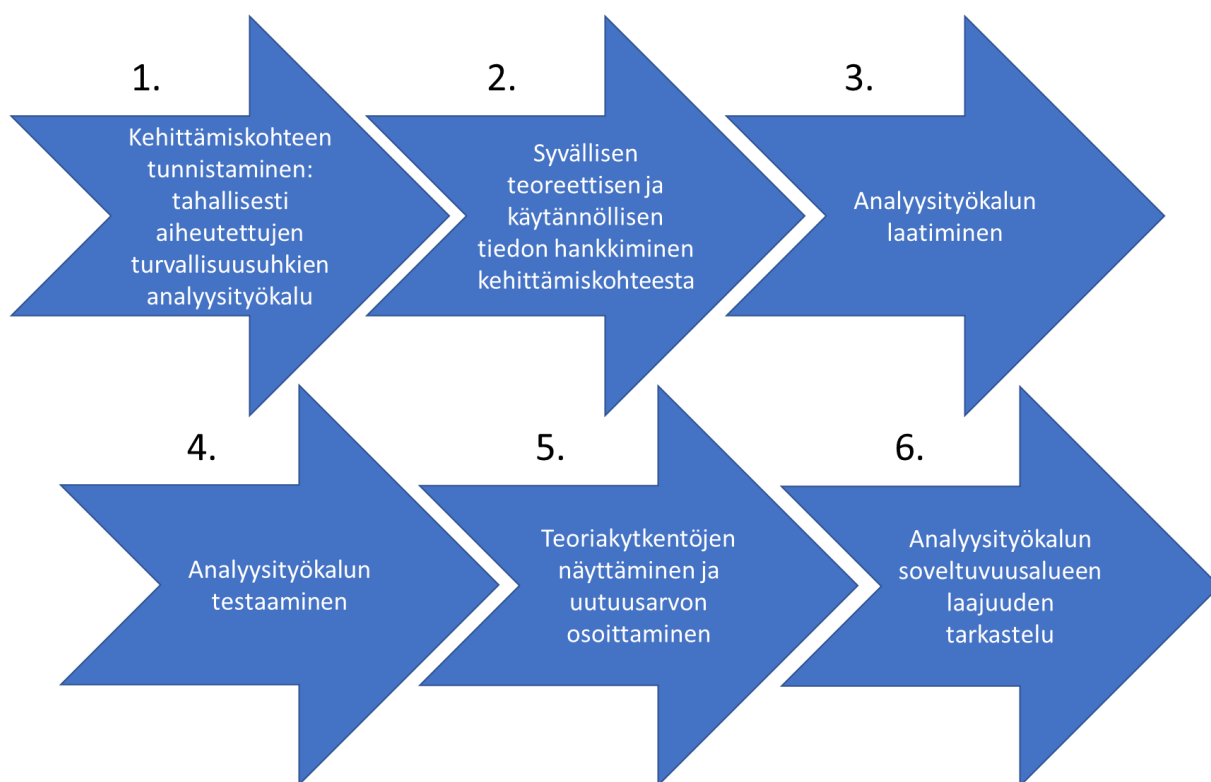 1.
Kehittämiskohteen
tunnistaminen:
tahallisesti
aiheutettujen
turvallisuusuhkien
analyysityökalu
2.
Syvällisen
teoreettisen ja
käytännöllisen
tiedon hankkiminen
kehittämiskohteesta
3.
Analyysityökalun
laatiminen
4.
Analyysityökalun
testaaminen
5.
Teoriakytkentöjen
näyttäminen ja
uutuusarvon
osoittaminen
6.
Analyysityökalun
soveltuvuusalueen
laajuuden
tarkastelu